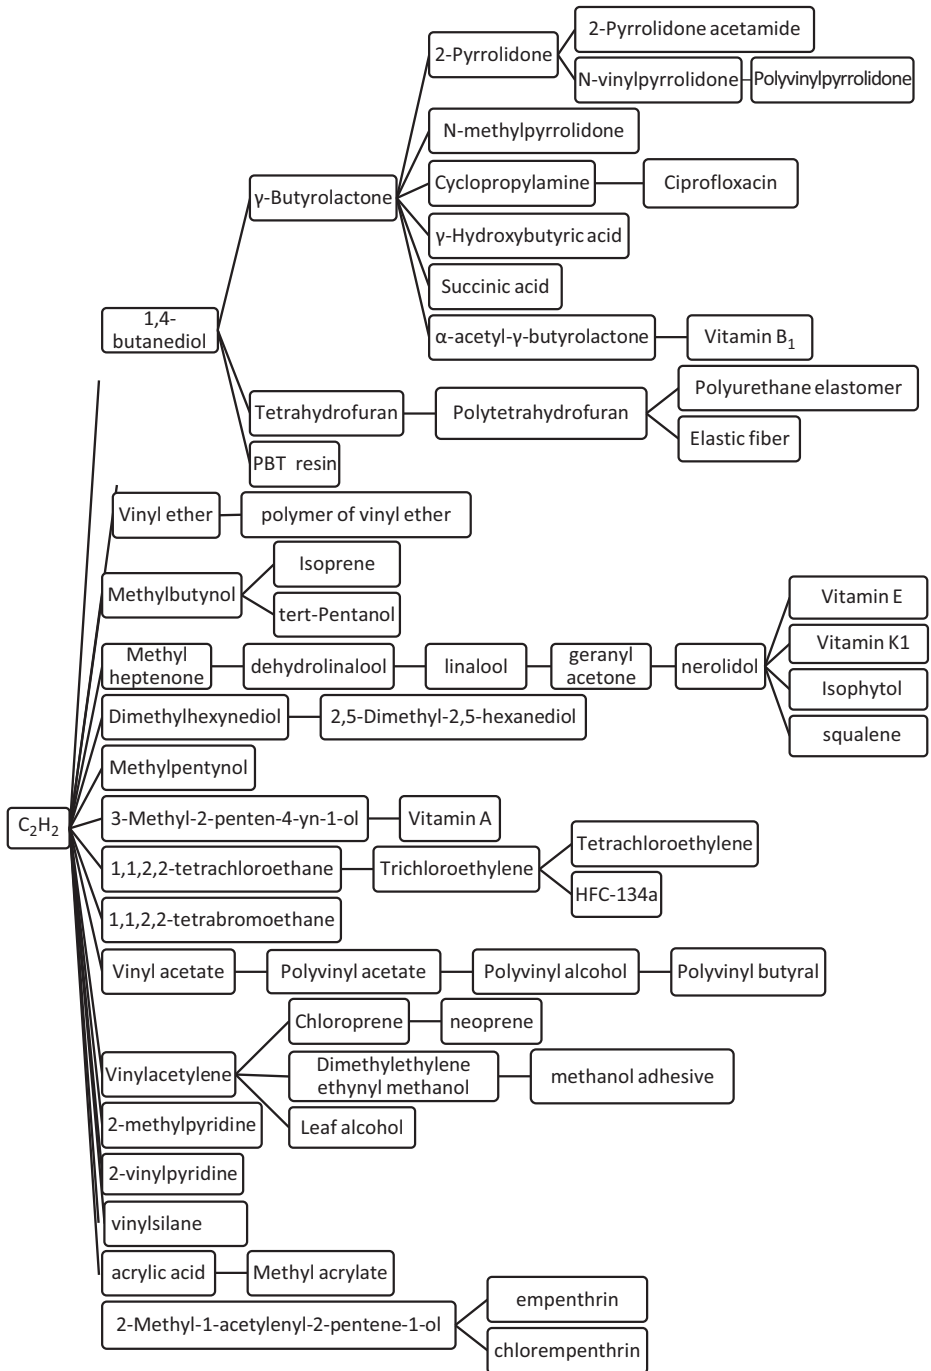 2-Pyrrolidone acetamide
2-Pyrrolidone
N-vinylpyrrolidone
Polyvinylpyrrolidone
N-methylpyrrolidone
Cyclopropylamine
Ciprofloxacin
γ-Butyrolactone
γ-Hydroxybutyric acid
Succinic acid
1,4-
butanediol
α-acetyl-γ-butyrolactone
Vitamin B1
Polyurethane elastomer
Tetrahydrofuran
Polytetrahydrofuran
Elastic fiber
PBT resin
Vinyl ether
polymer of vinyl ether
Isoprene
Methylbutynol
tert-Pentanol
Vitamin E
Vitamin K1
Methyl
heptenone
dehydrolinalool
linalool
geranyl
acetone
nerolidol
Isophytol
squalene
Dimethylhexynediol
2,5-Dimethyl-2,5-hexanediol
Methylpentynol
C2H2
3-Methyl-2-penten-4-yn-1-ol
Vitamin A
Tetrachloroethylene
1,1,2,2-tetrachloroethane
Trichloroethylene
HFC-134a
1,1,2,2-tetrabromoethane
Vinyl acetate
Polyvinyl acetate
Polyvinyl alcohol
Polyvinyl butyral
Chloroprene
neoprene
Vinylacetylene
Dimethylethylene
ethynyl methanol
methanol adhesive
Leaf alcohol
2-methylpyridine
2-vinylpyridine
vinylsilane
acrylic acid
Methyl acrylate
2-Methyl-1-acetylenyl-2-pentene-1-ol
empenthrin
chlorempenthrin